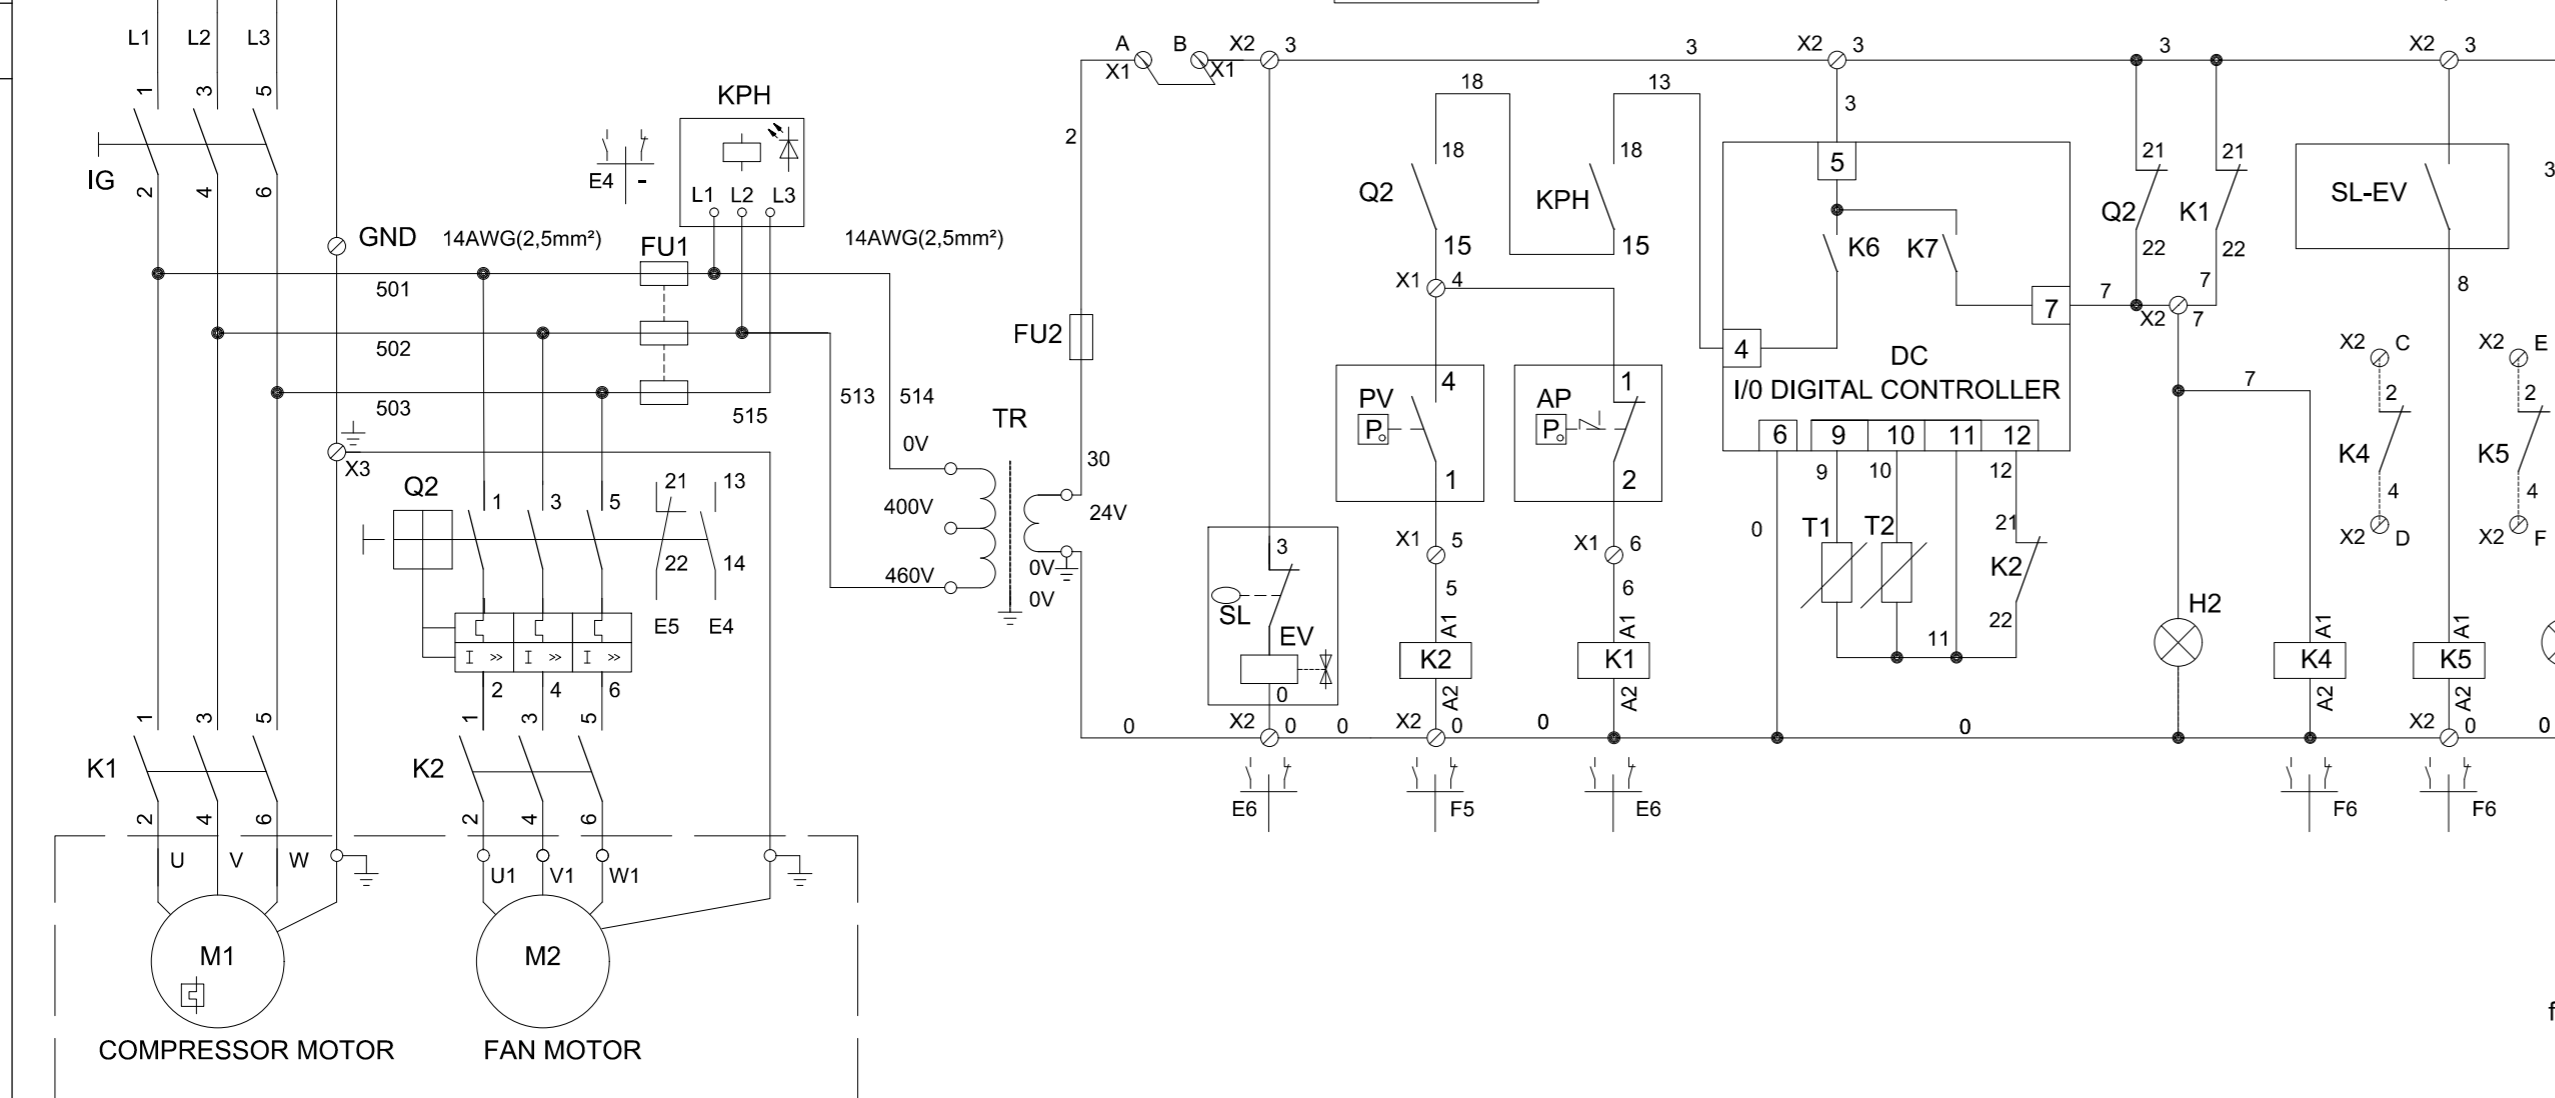 L1 L2 L3
A B X2 3 3 X2 3 3 X2 3
X1 X1
1 3 5
KPH
18 13
3
2
18 18
21 21
IG
2 4 6
E4 -
L1 L2 L3
Q2
KPH
5
Q2 K1
SL-EV
3
GND
14AWG(2,5mm²)
FU1
14AWG(2,5mm²)
15 15
K6 K7
22 22
501
X1 4
7
7
7
X2 7
8
FU2
502
4
DC
I/0 DIGITAL CONTROLLER
X2 C
X2 E
503
515
513 514
TR
0V
PV
P
4
1
AP
P
1
2
7
2
2
X3
6 9 10 11 12
K4
K5
Q2
21 13
1 3 5
400V
30
24V
9 10 12
4
4
22 14
X1 5
X1 6
0
T1 T2
21
X2 D
X2 F
460V
0V
0V
3
5
6
K2
E5 E4
SL
EV
22
H2
I >> I >> I >>
A1
K2
A2
A1
K1
A2
11
A1
K4
A2
A1
K5
A2
2 4 6
0
1 3 5
1 3 5
0
X2 0 0
X2 0
0
0
X2 0
0
K1
K2
E6
F5
E6
F6
F6
2 4 6
2 4 6
U V W
U1 V1 W1
M1
M2
f
COMPRESSOR MOTOR
FAN MOTOR